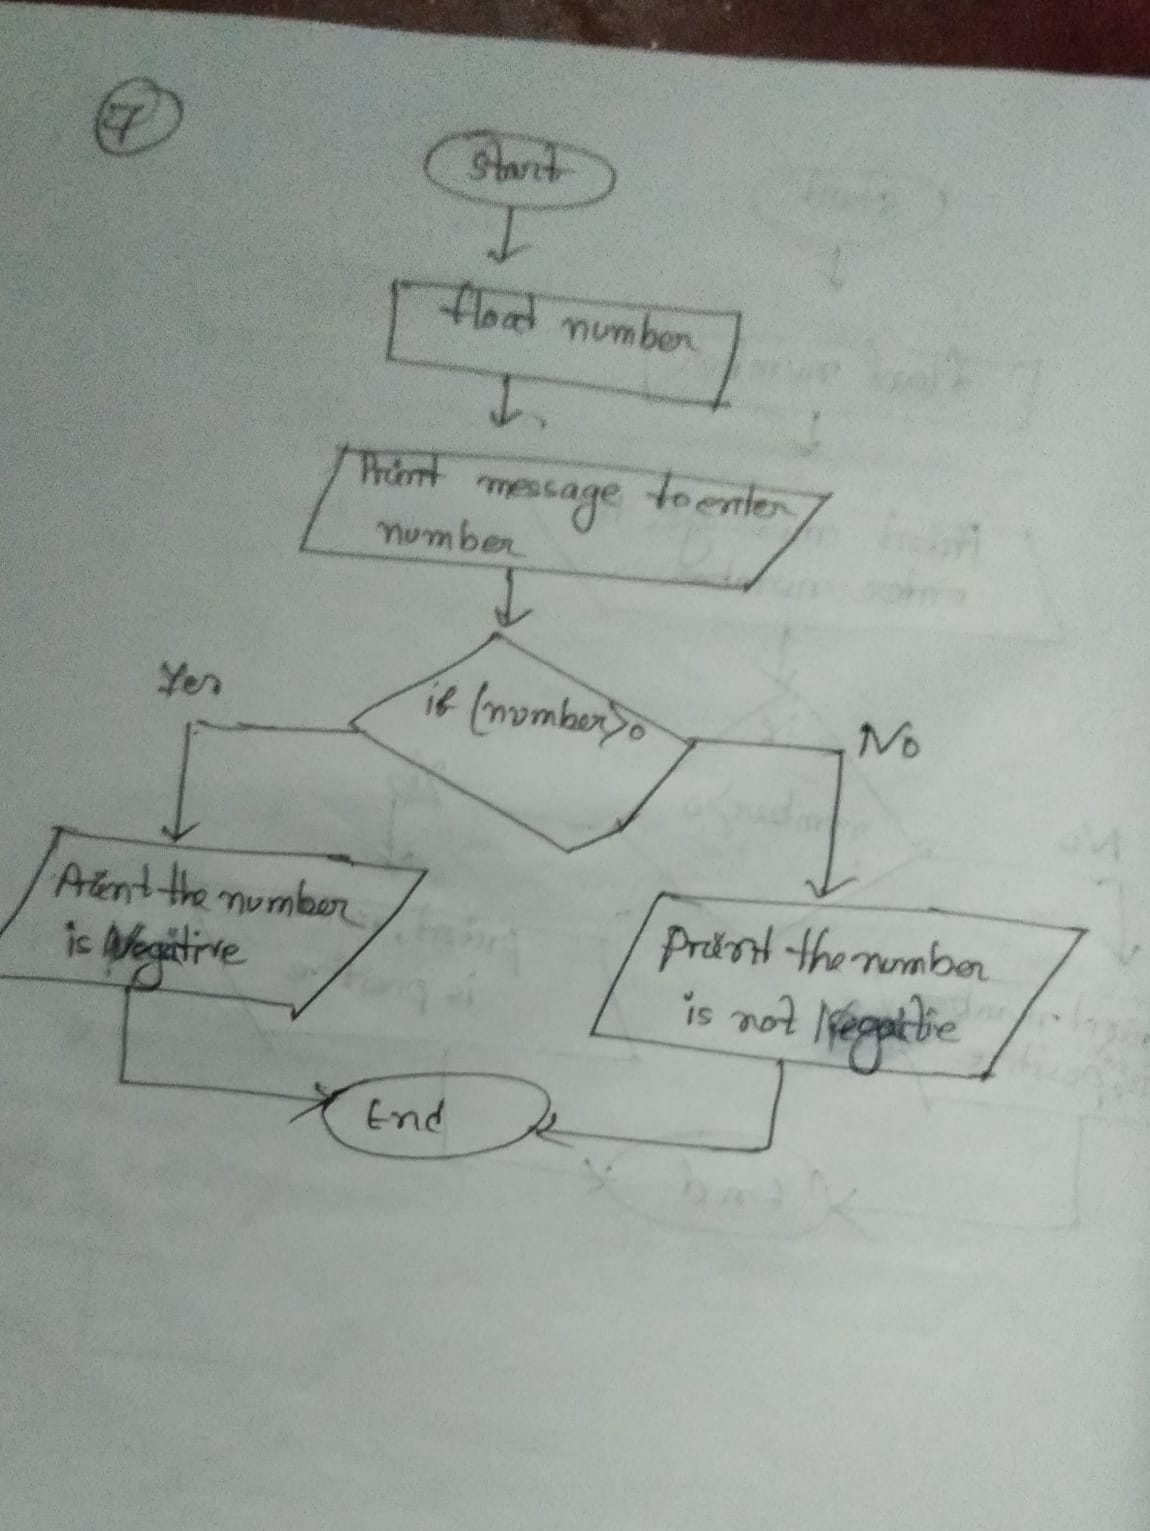 7
Start
float number
Print message to enter
number
if (number>0
Yes
No
Print the number
is Negative
Print the number
is not Negative
End